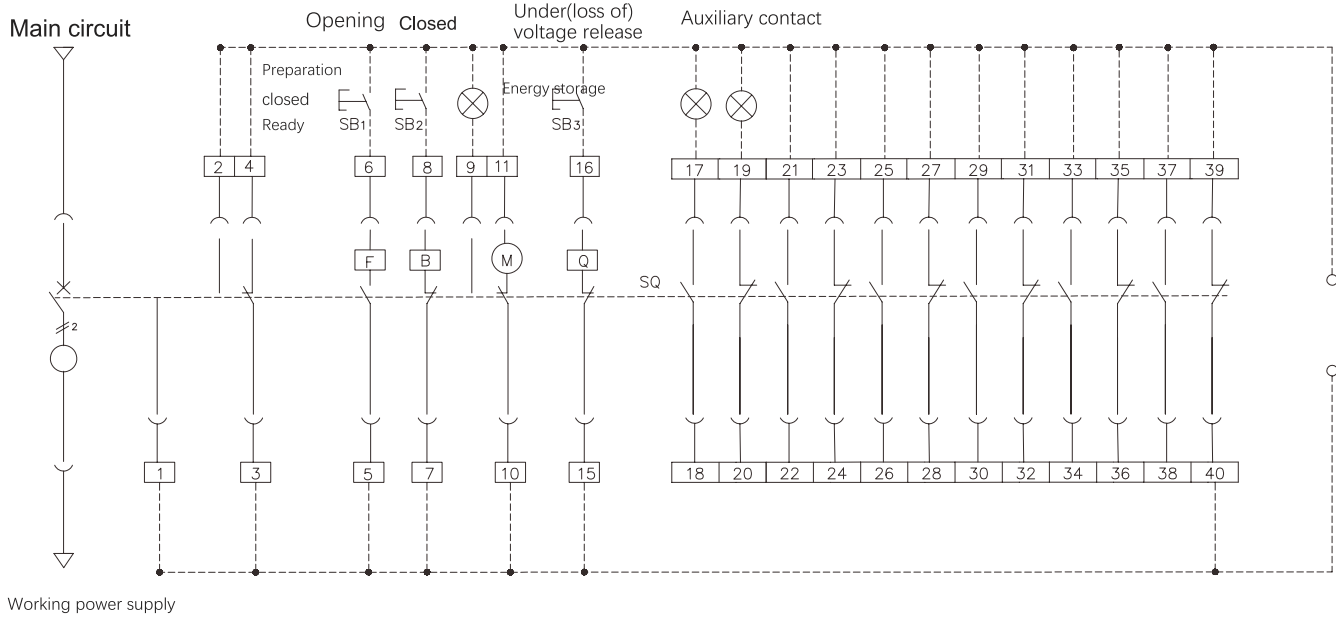 Main circuit
Opening
Closed
Under(loss of)
voltage release
Auxiliary contact
Preparation
closed
Ready
Energy storage
SB1
SB2
SB3
2 4 6 8 9 11 16 17 19 21 23 25 27 29 31 33 35 37 39
F B M Q
SQ
2
1 3 5 7 10 15 18 20 22 24 26 28 30 32 34 36 38 40
Working power supply